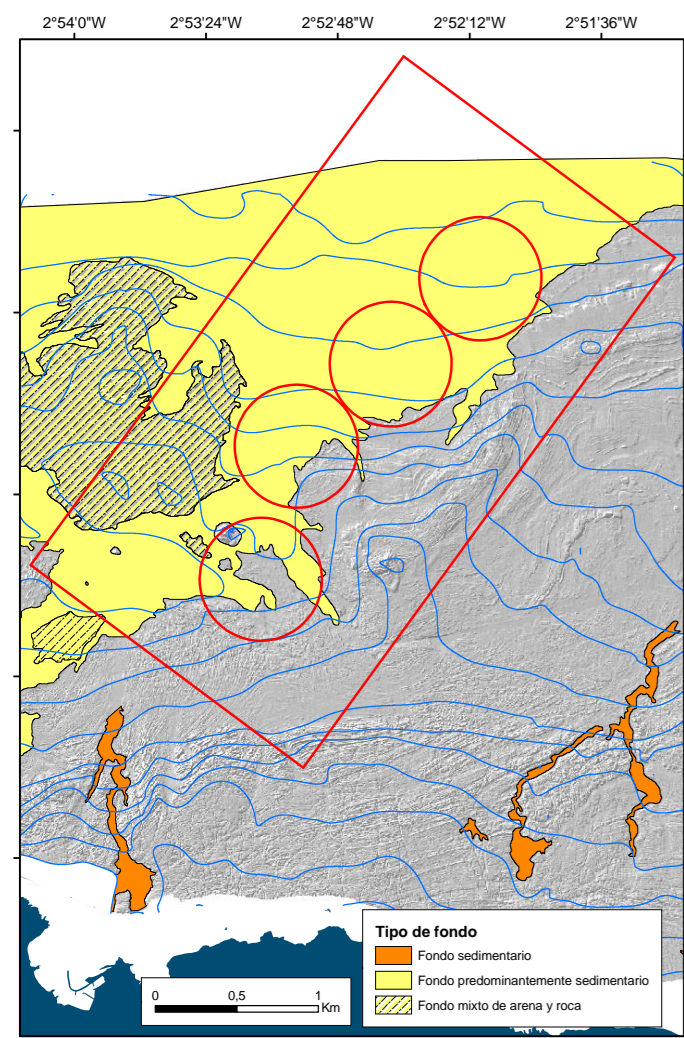 2°54'0"W 2°53'24"W 2°52'48"W 2°52'12"W 2°51'36"W
Tipo de fondo
Fondo sedimentario
Fondo predominantemente sedimentario
Fondo mixto de arena y roca
0 0,5 1
Km